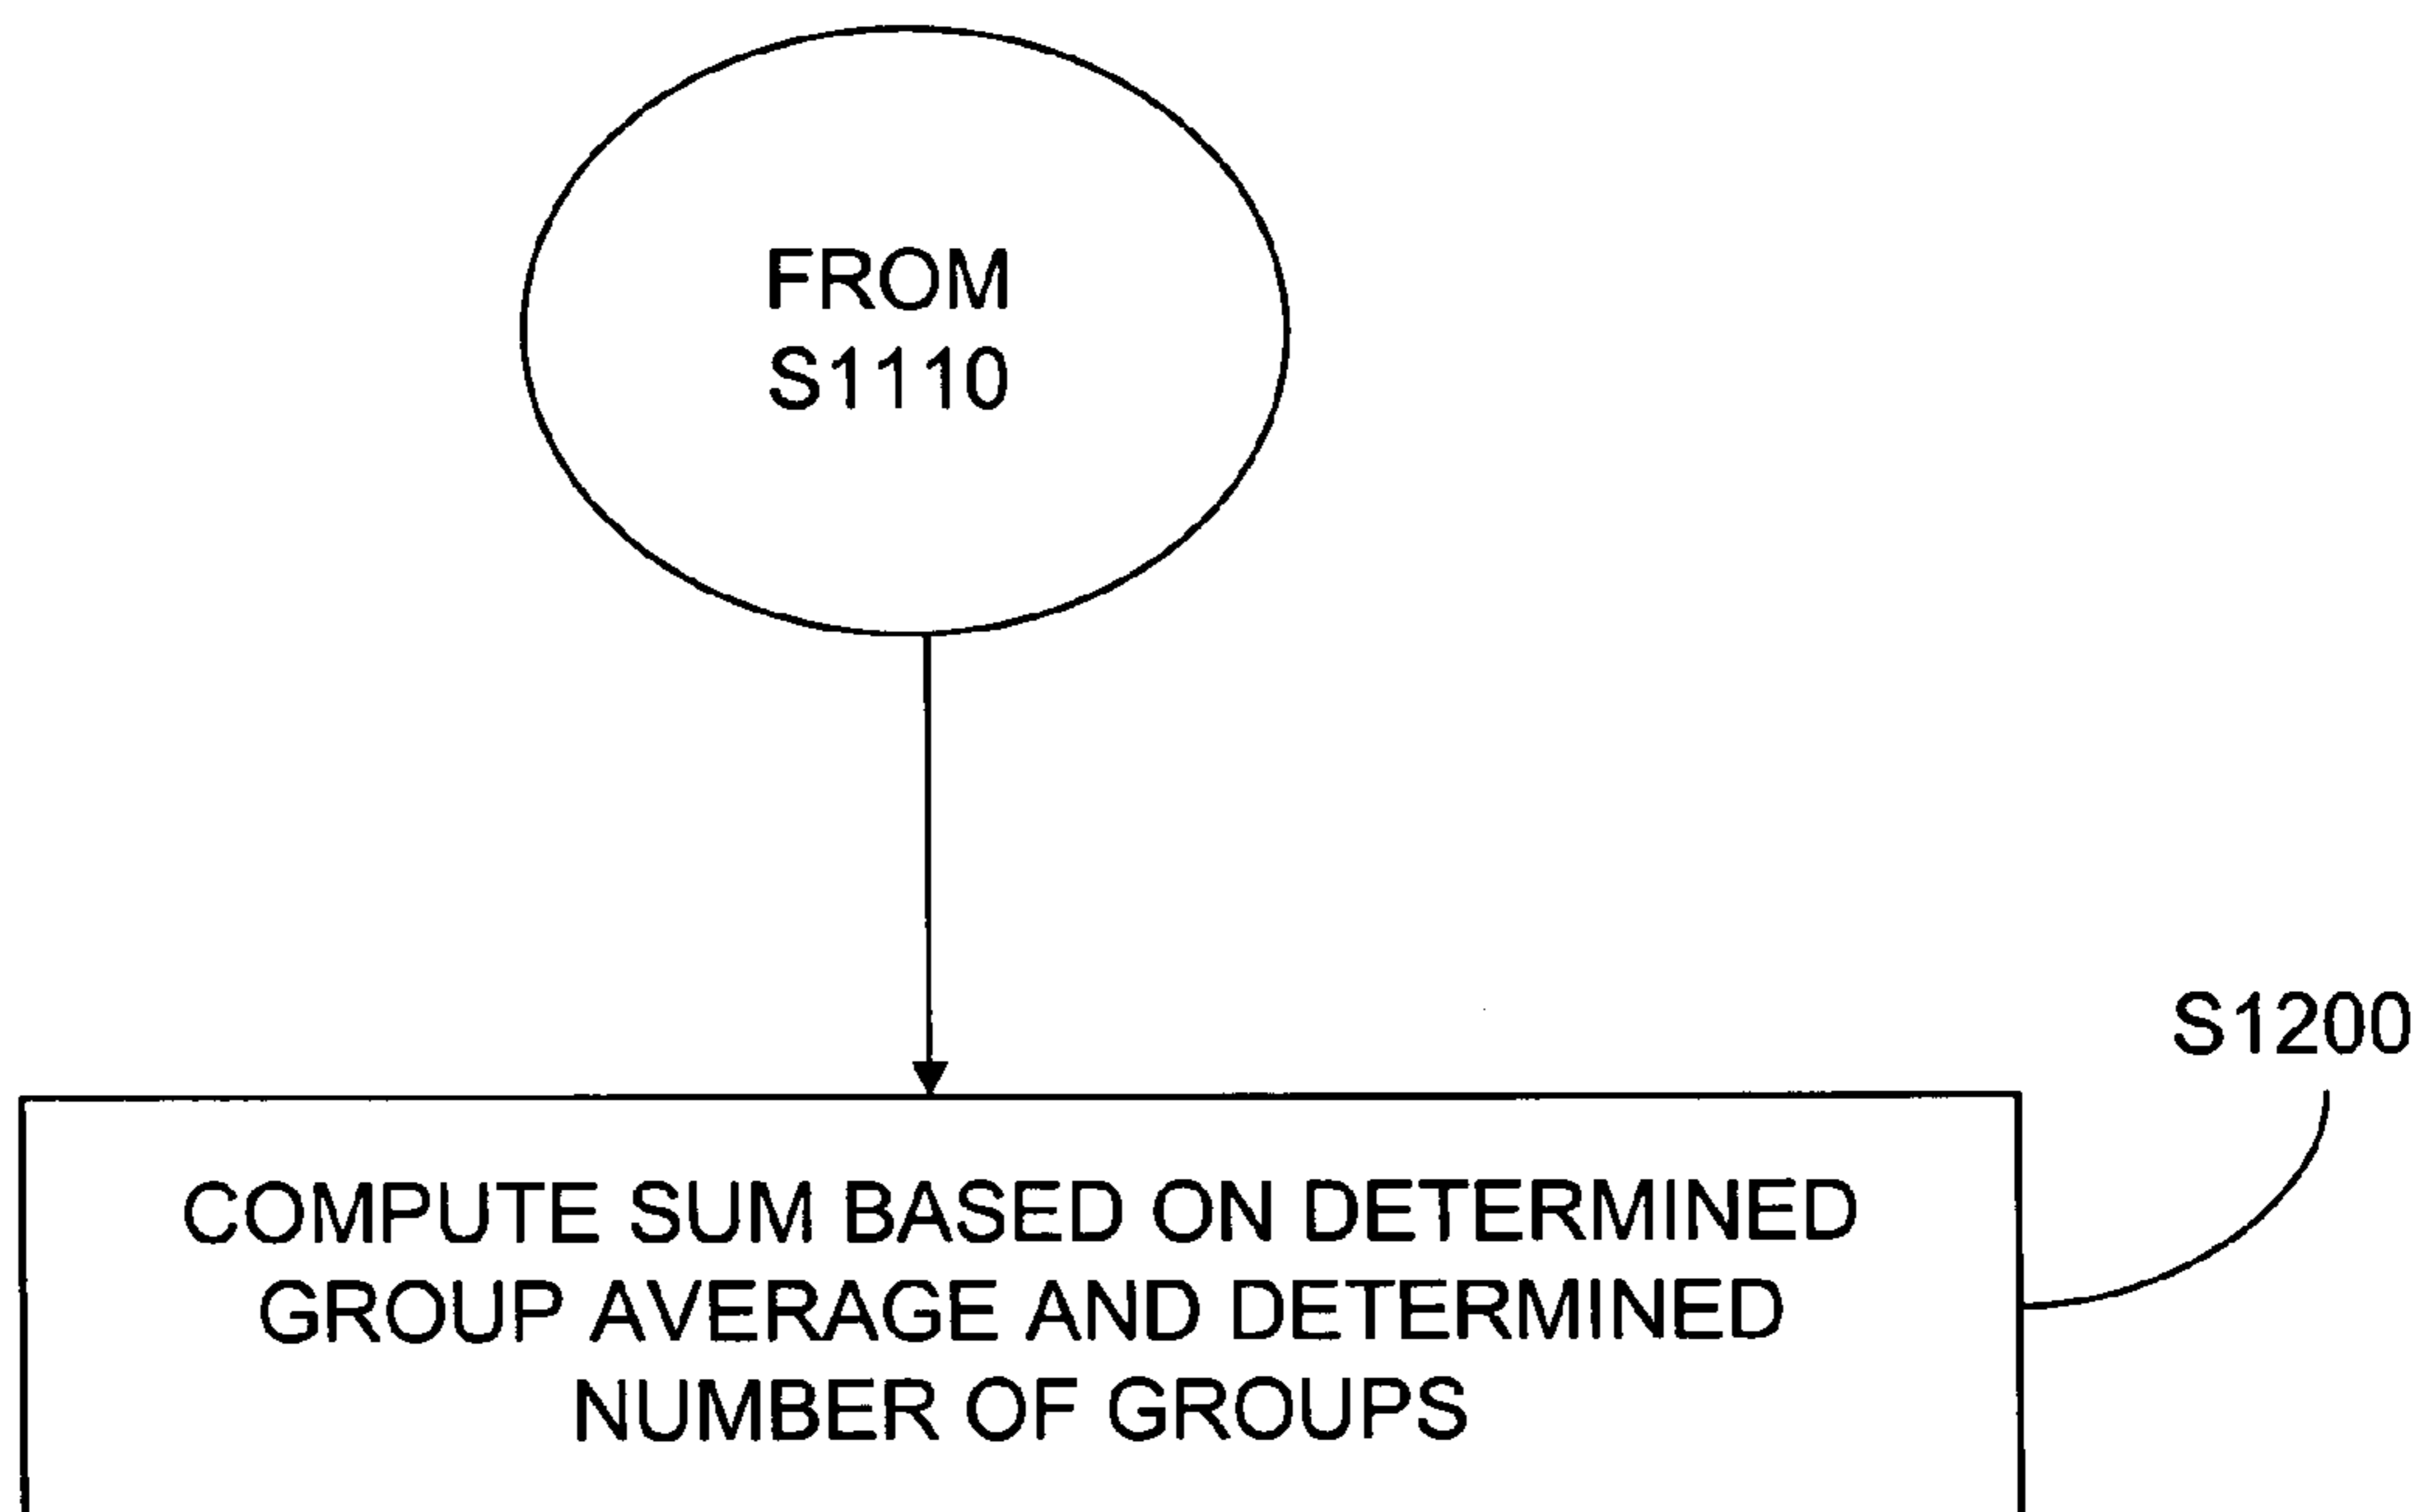 FROM
S1110
S1200
COMPUTE SUM BASED ON DETERMINED
GROUP AVERAGE AND DETERMINED
NUMBER OF GROUPS